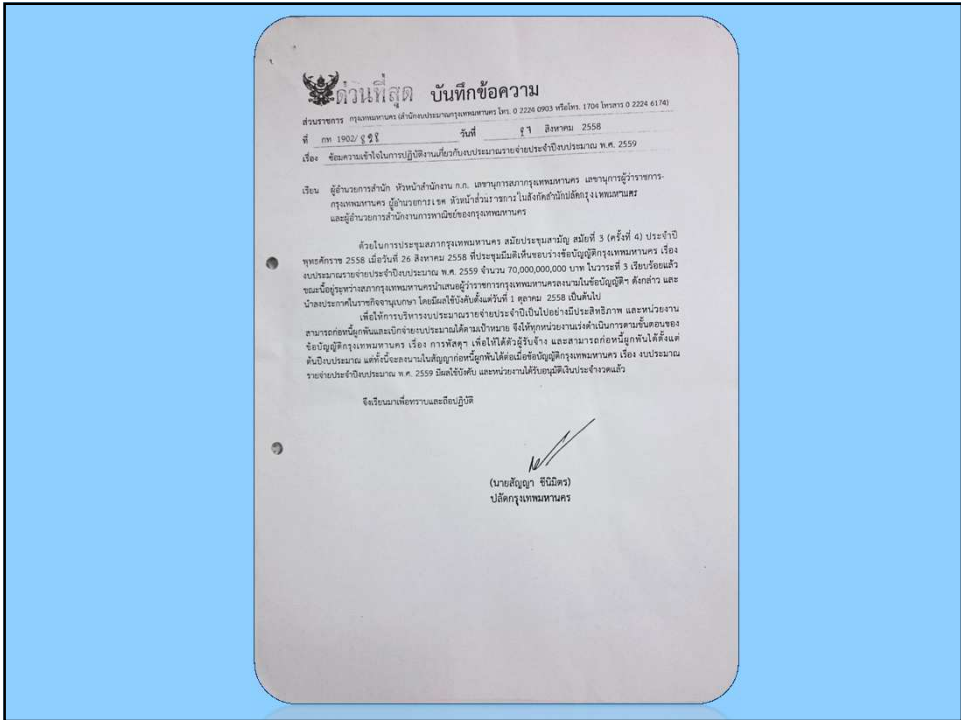 ด่วนที่สุด บันทึกข้อความ
ส่วนราชการ กรุงเทพมหานคร (สำนักงบประมาณกรุงเทพมหานคร โทร. 0 2224 0903 หรือโทร. 1704 โทรสาร 0 2224 6174)
ที่ กท 1902/ วันที่ สิงหาคม 2558
เรื่อง ซ้อมความเข้าใจในการปฏิบัติงานเกี่ยวกับงบประมาณรายจ่ายประจำปีงบประมาณ พ.ศ. 2559
เรียน ผู้อำนวยการสำนัก หัวหน้าสำนักงาน ก.ก. เลขานุการสภากรุงเทพมหานคร เลขานุการผู้ว่าราชการ-
กรุงเทพมหานคร ผู้อำนวยการเขต หัวหน้าส่วนราชการในสังกัดสำนักปลัดกรุงเทพมหานคร
และผู้อำนวยการสำนักงานการพาณิชย์ของกรุงเทพมหานคร
ด้วยในการประชุมสภากรุงเทพมหานคร สมัยประชุมสามัญ สมัยที่ 3 (ครั้งที่ 4) ประจำปี
พุทธศักราช 2558 เมื่อวันที่ 26 สิงหาคม 2558 ที่ประชุมมีมติเห็นชอบร่างข้อบัญญัติกรุงเทพมหานคร เรื่อง
งบประมาณรายจ่ายประจำปีงบประมาณ พ.ศ. 2559 จำนวน 70,000,000,000 บาท ในวาระที่ 3 เรียบร้อยแล้ว
ขณะนี้อยู่ระหว่างสภากรุงเทพมหานครนำเสนอผู้ว่าราชการกรุงเทพมหานครลงนามในข้อบัญญัติฯ ดังกล่าว และ
นำลงประกาศในราชกิจจานุเบกษา โดยมีผลใช้บังคับตั้งแต่วันที่ 1 ตุลาคม 2558 เป็นต้นไป
เพื่อให้การบริหารงบประมาณรายจ่ายประจำปีเป็นไปอย่างมีประสิทธิภาพ และหน่วยงาน
สามารถก่อหนี้ผูกพันและเบิกจ่ายงบประมาณได้ตามเป้าหมาย จึงให้ทุกหน่วยงานเร่งดำเนินการตามขั้นตอนของ
ข้อบัญญัติกรุงเทพมหานคร เรื่อง การพัสดุฯ เพื่อให้ได้ตัวผู้รับจ้าง และสามารถก่อหนี้ผูกพันได้ตั้งแต่
ต้นปีงบประมาณ แต่ทั้งนี้จะลงนามในสัญญาก่อหนี้ผูกพันได้ต่อเมื่อข้อบัญญัติกรุงเทพมหานคร เรื่อง งบประมาณ
รายจ่ายประจำปีงบประมาณ พ.ศ. 2559 มีผลใช้บังคับ และหน่วยงานได้รับอนุมัติเงินประจำงวดแล้ว
จึงเรียนมาเพื่อทราบและถือปฏิบัติ
(นายสัญญา ชีนิมิตร)
ปลัดกรุงเทพมหานคร